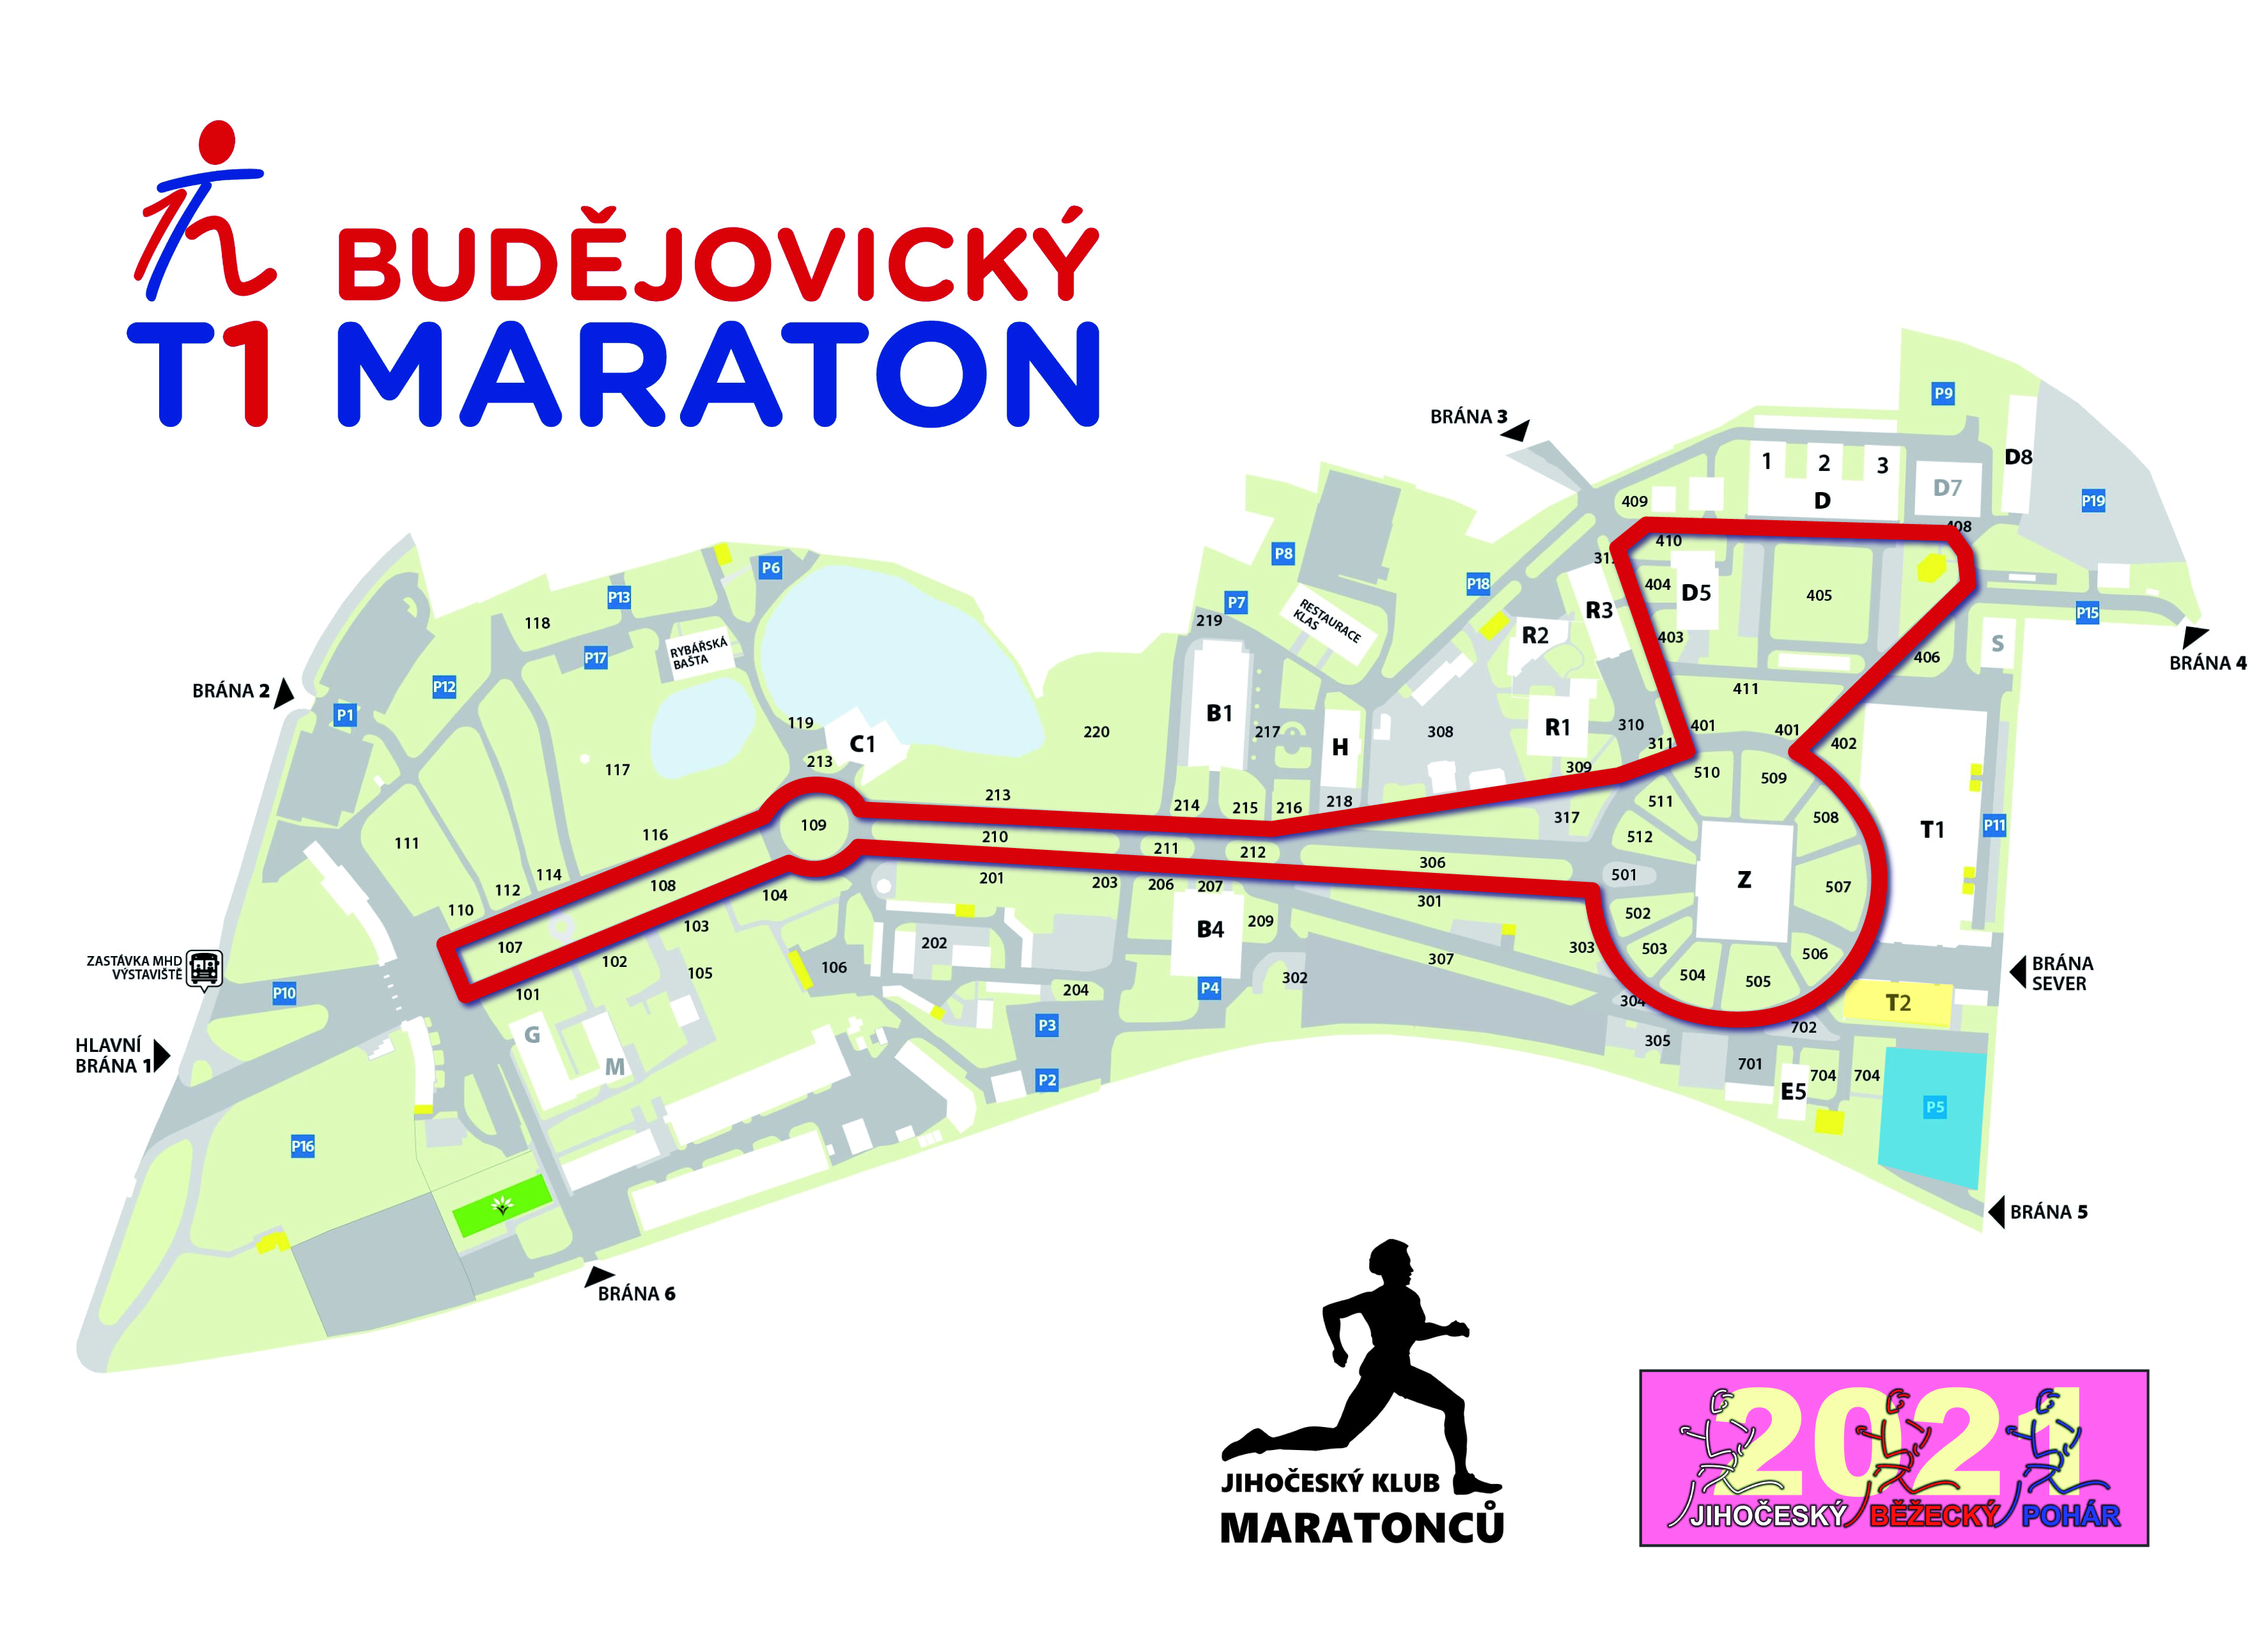 BUDĚJOVICKÝ
T1 MARATON
BRÁNA 3
P9
D8
1 2 3
D
D7
P19
409
408
410
31
P8
P18
404
D5
405
P6
P13
118
P7
219
RESTAURACE
KLAS
R3
R2
P15
403
406
S
BRÁNA 4
RYBÁŘSKÁ
BAŠTA
P17
P12
BRÁNA 2
P1
411
119
C1
213
220
B1
217
H
308
R1
310
311
401
401
402
117
309
510
509
213
214
215
216
218
511
317
508
116
109
210
211
212
512
T1
P11
111
306
114
112
108
104
201
203
206
207
501
Z
507
110
103
301
502
B4
209
107
202
303
503
506
102
105
106
307
504
505
ZASTÁVKA MHD
VÝSTAVIŠTĚ
P10
101
204
P4
302
304
T2
BRÁNA
SEVER
HLAVNÍ
BRÁNA 1
G
M
P3
P2
305
702
701
704
704
E5
P5
P16
BRÁNA 5
BRÁNA 6
JIHOČESKÝ KLUB
MARATONCŮ
2021
JIHOČESKÝ BĚŽECKÝ POHÁR